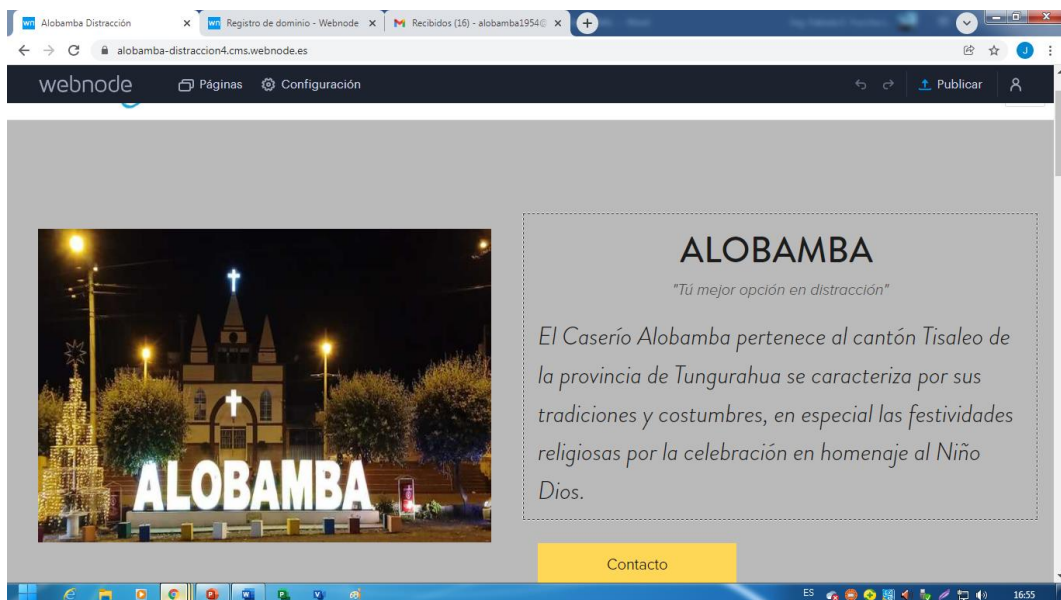 Alobamba Distracción
Registro de dominio - Webnode
Recibidos (16) - alobamba1954@
alobamba-distraccion4.cms.webnode.es
J
webnode
Páginas
Configuración
Publicar
ALOBAMBA
ALOBAMBA
"Tú mejor opción en distracción"
El Caserío Alobamba pertenece al cantón Tisaleo de
la provincia de Tungurahua se caracteriza por sus
tradiciones y costumbres, en especial las festividades
religiosas por la celebración en homenaje al Niño
Dios.
Contacto
ES
16:55